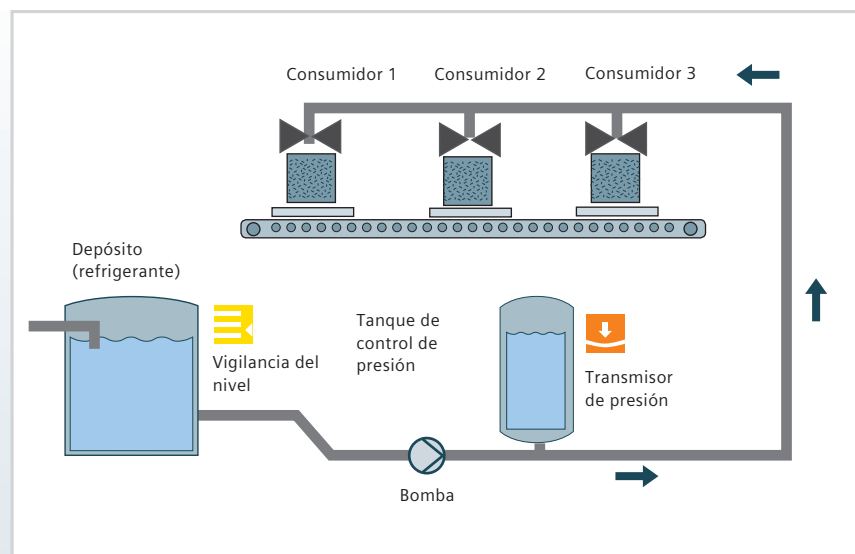 Consumidor 1
Consumidor 2
Consumidor 3
Depósito
(refrigerante)
Vigilancia del
nivel
Tanque de
control de
presión
Transmisor
de presión
Bomba